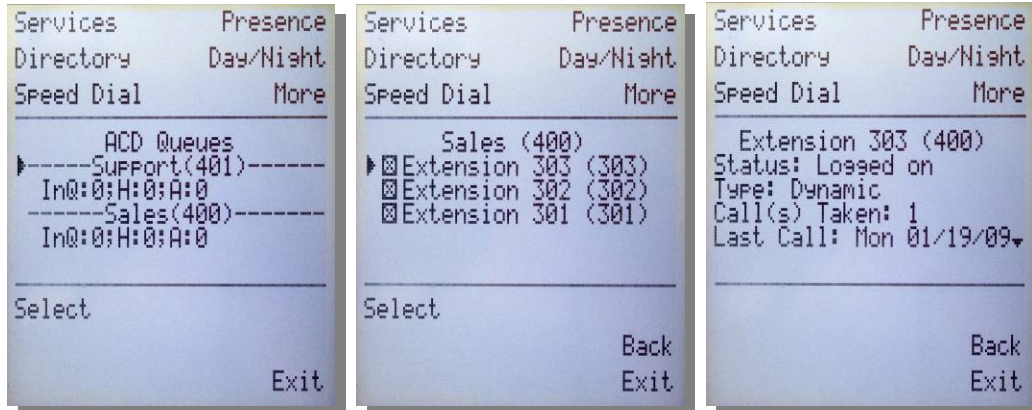 Services Presence
Directory Day/Night
Speed Dial More
ACD Queues
------Support(401)------
InQ:0;H:0;A:0
------Sales(400)------
InQ:0;H:0;A:0
Select
Exit
Services Presence
Directory Day/Night
Speed Dial More
Sales (400)
Extension 303 (303)
Extension 302 (302)
Extension 301 (301)
Select
Back
Exit
Services Presence
Directory Day/Night
Speed Dial More
Extension 303 (400)
Status: Logged on
Type: Dynamic
Call(s) Taken: 1
Last Call: Mon 01/19/09
Back
Exit